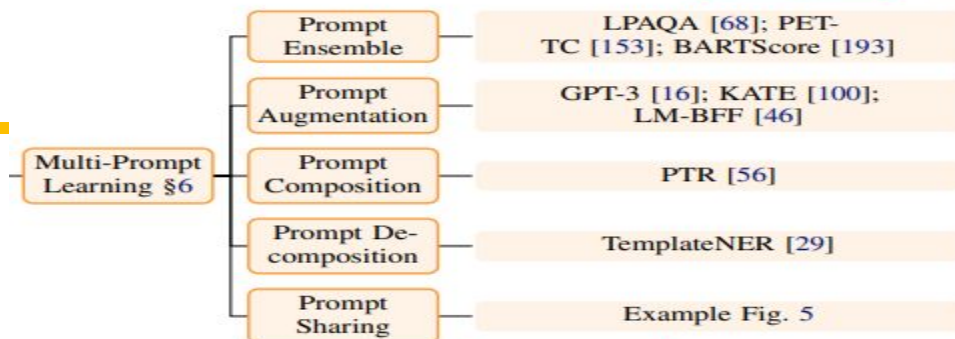 Prompt
Ensemble
LPAQA [68]; PET-
TC [153]; BARTScore [193]
Prompt
Augmentation
GPT-3 [16]; KATE [100];
LM-BFF [46]
Multi-Prompt
Learning §6
Prompt
Composition
PTR [56]
Prompt De-
composition
TemplateNER [29]
Prompt
Sharing
Example Fig. 5